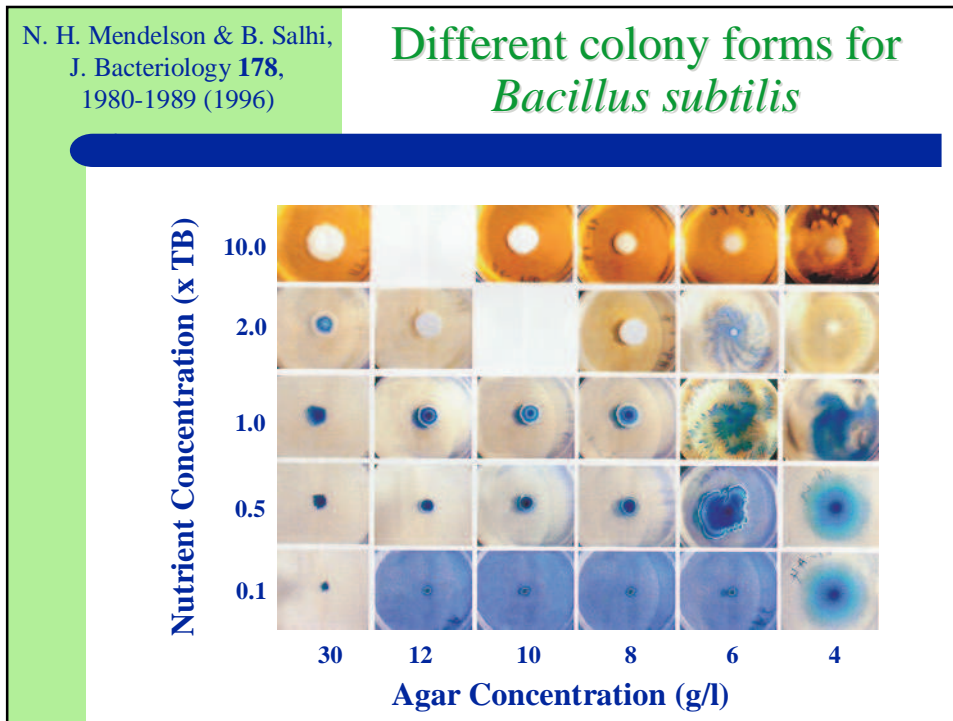 N. H. Mendelson & B. Salhi,
J. Bacteriology 178,
1980-1989 (1996)
Different colony forms for
Bacillus subtilis
Nutrient Concentration (x TB)
10.0
2.0
1.0
0.5
0.1
30 12 10 8 6 4
Agar Concentration (g/l)